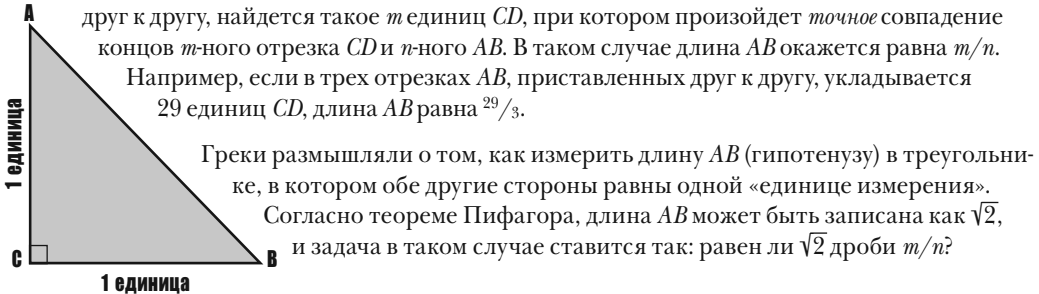 A
друг к другу, найдется такое m единиц CD, при котором произойдет точное совпадение
концов m-ного отрезка CD и n-ного AB. В таком случае длина AB окажется равна m/n.
Например, если в трех отрезках AB, приставленных друг к другу, укладывается
29 единиц CD, длина AB равна 29/3.
1 единица
Греки размышляли о том, как измерить длину AB (гипотенузу) в треугольни-
ке, в котором обе другие стороны равны одной «единице измерения».
Согласно теореме Пифагора, длина AB может быть записана как √2,
и задача в таком случае ставится так: равен ли √2 дроби m/n?
C
B
1 единица